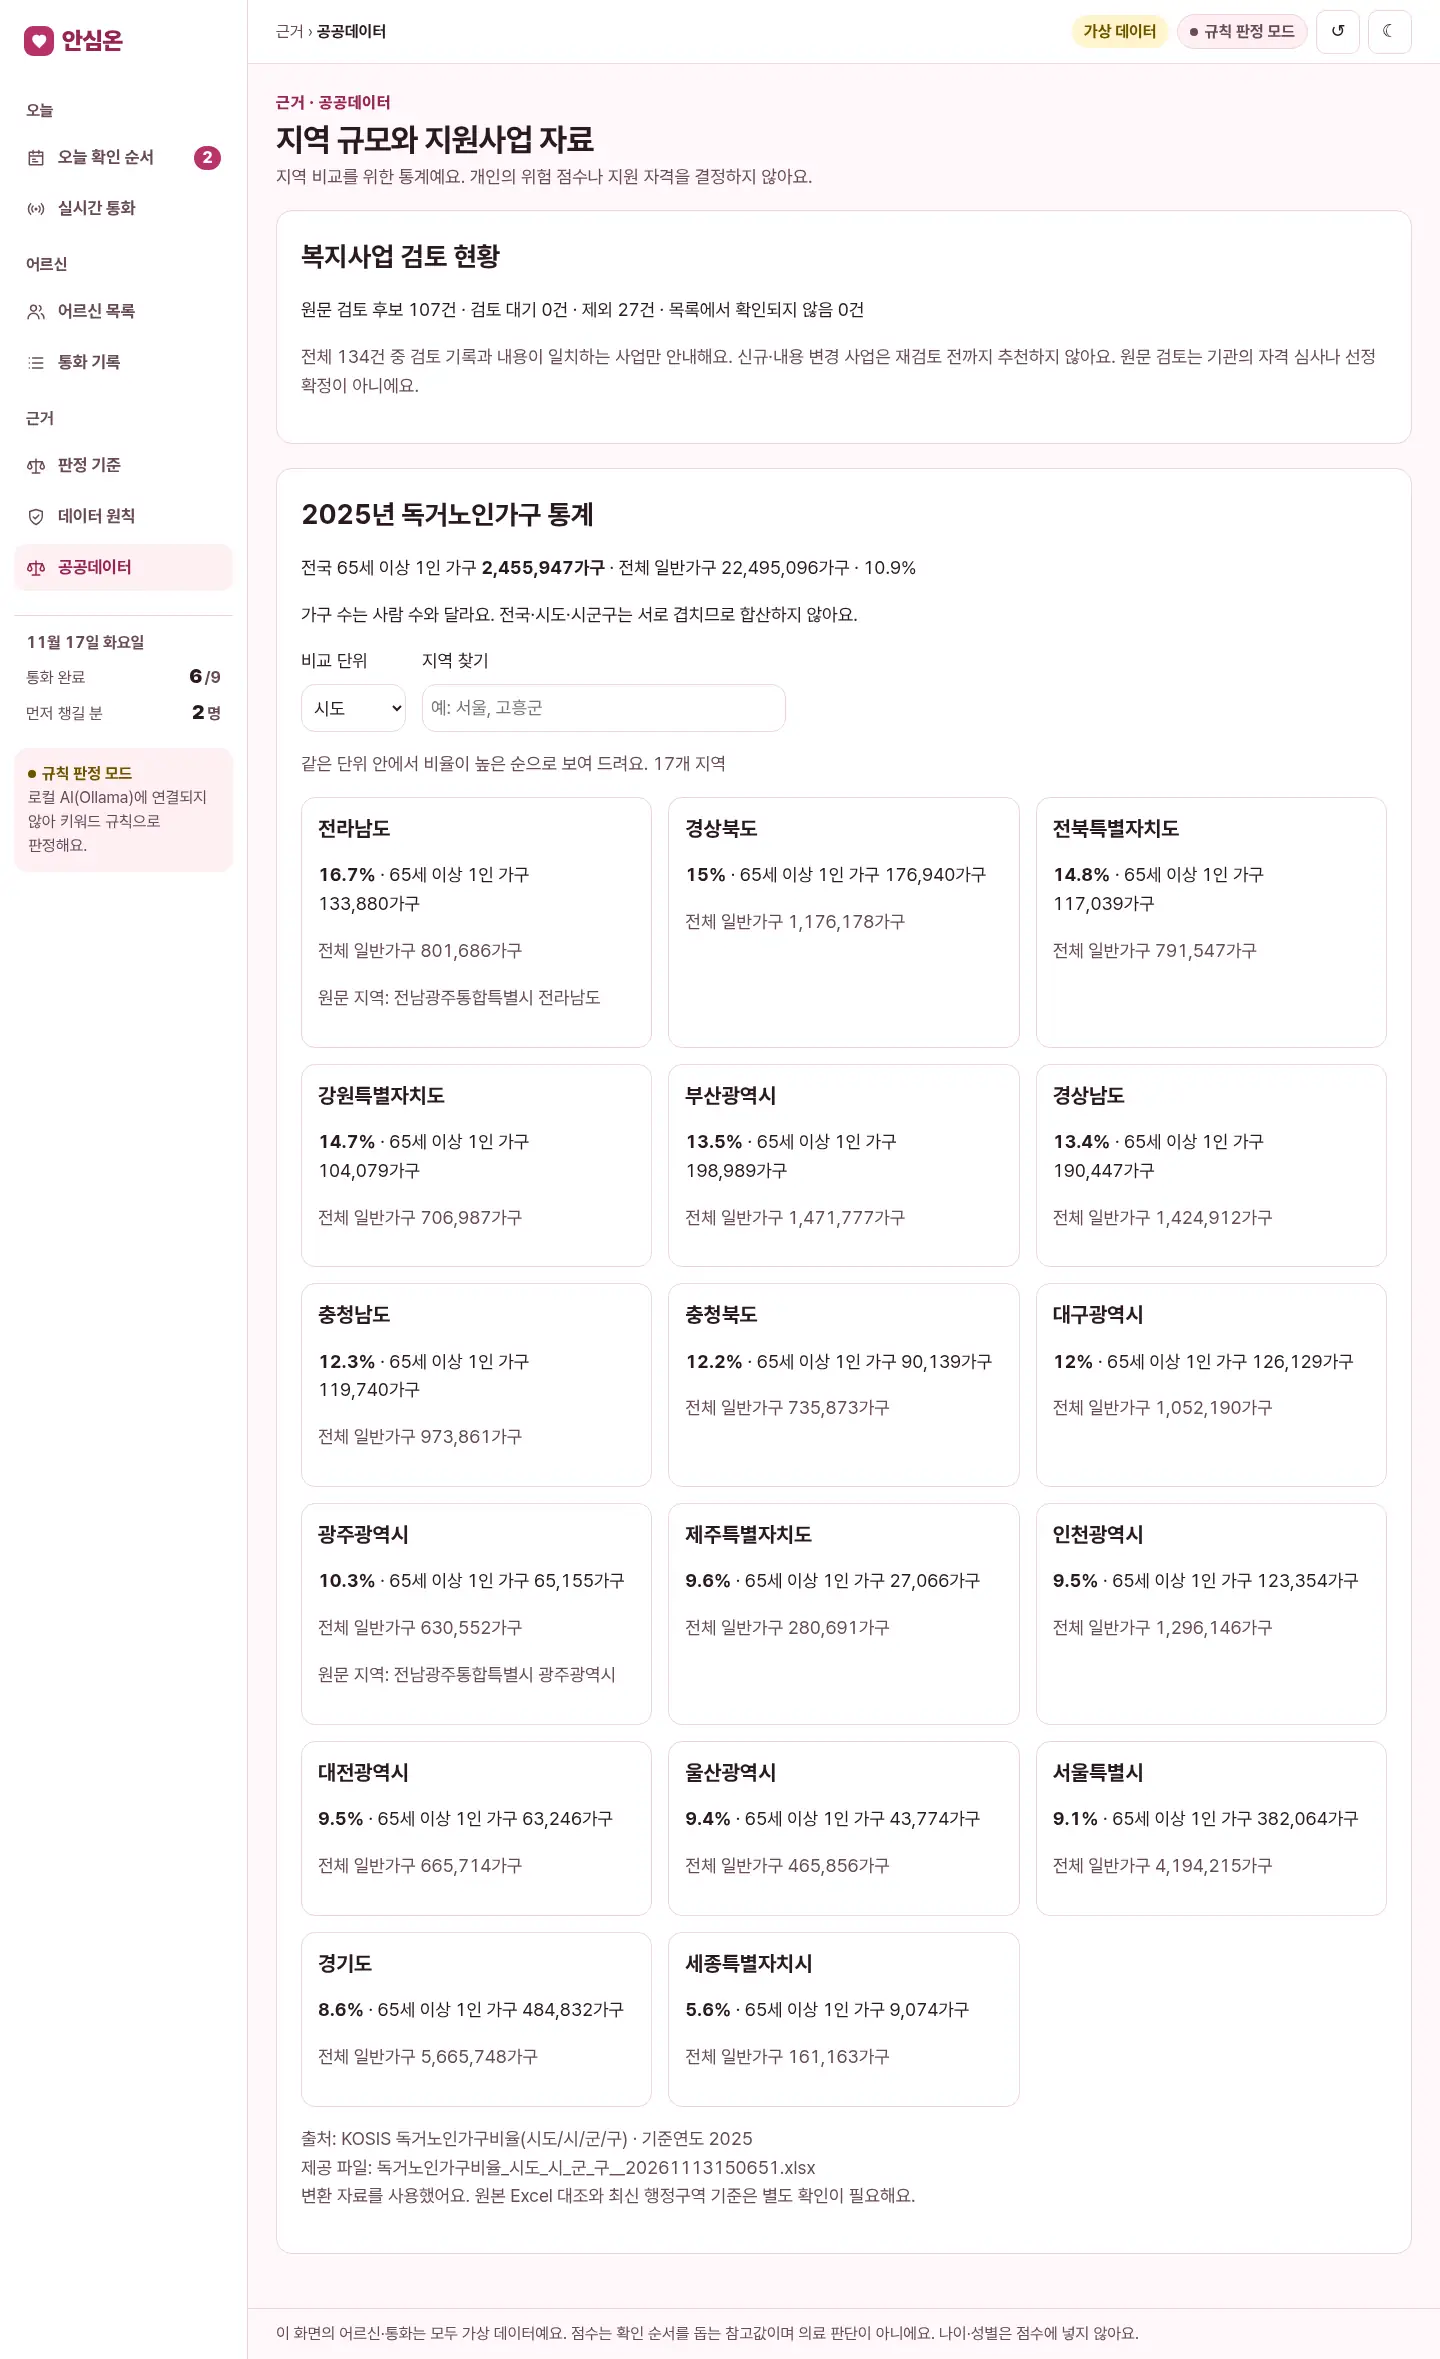 안심온
오늘
오늘 확인 순서 2
실시간 통화
어르신
어르신 목록
통화 기록
근거
판정 기준
데이터 원칙
공공데이터
11월 17일 화요일
통화 완료 6/9
먼저 챙길 분 2명
규칙 판정 모드
로컬 AI(Ollama)에 연결되지
않아 키워드 규칙으로
판정해요.
근거 › 공공데이터
가상 데이터
규칙 판정 모드
근거 · 공공데이터
지역 규모와 지원사업 자료
지역 비교를 위한 통계예요. 개인의 위험 점수나 지원 자격을 결정하지 않아요.
복지사업 검토 현황
원문 검토 후보 107건 · 검토 대기 0건 · 제외 27건 · 목록에서 확인되지 않음 0건
전체 134건 중 검토 기록과 내용이 일치하는 사업만 안내해요. 신규·내용 변경 사업은 재검토 전까지 추천하지 않아요. 원문 검토는 기관의 자격 심사나 선정
확정이 아니에요.
2025년 독거노인가구 통계
전국 65세 이상 1인 가구 2,455,947가구 · 전체 일반가구 22,495,096가구 · 10.9%
가구 수는 사람 수와 달라요. 전국·시도·시군구는 서로 겹치므로 합산하지 않아요.
비교 단위
지역 찾기
시도
예: 서울, 고흥군
같은 단위 안에서 비율이 높은 순으로 보여 드려요. 17개 지역
전라남도
16.7% · 65세 이상 1인 가구
133,880가구
전체 일반가구 801,686가구
원문 지역: 전남광주통합특별시 전라남도
경상북도
15% · 65세 이상 1인 가구 176,940가구
전체 일반가구 1,176,178가구
전북특별자치도
14.8% · 65세 이상 1인 가구
117,039가구
전체 일반가구 791,547가구
강원특별자치도
14.7% · 65세 이상 1인 가구
104,079가구
전체 일반가구 706,987가구
부산광역시
13.5% · 65세 이상 1인 가구
198,989가구
전체 일반가구 1,471,777가구
경상남도
13.4% · 65세 이상 1인 가구
190,447가구
전체 일반가구 1,424,912가구
충청남도
12.3% · 65세 이상 1인 가구
119,740가구
전체 일반가구 973,861가구
충청북도
12.2% · 65세 이상 1인 가구 90,139가구
전체 일반가구 735,873가구
대구광역시
12% · 65세 이상 1인 가구 126,129가구
전체 일반가구 1,052,190가구
광주광역시
10.3% · 65세 이상 1인 가구 65,155가구
전체 일반가구 630,552가구
원문 지역: 전남광주통합특별시 광주광역시
제주특별자치도
9.6% · 65세 이상 1인 가구 27,066가구
전체 일반가구 280,691가구
인천광역시
9.5% · 65세 이상 1인 가구 123,354가구
전체 일반가구 1,296,146가구
대전광역시
9.5% · 65세 이상 1인 가구 63,246가구
전체 일반가구 665,714가구
울산광역시
9.4% · 65세 이상 1인 가구 43,774가구
전체 일반가구 465,856가구
서울특별시
9.1% · 65세 이상 1인 가구 382,064가구
전체 일반가구 4,194,215가구
경기도
8.6% · 65세 이상 1인 가구 484,832가구
전체 일반가구 5,665,748가구
세종특별자치시
5.6% · 65세 이상 1인 가구 9,074가구
전체 일반가구 161,163가구
출처: KOSIS 독거노인가구비율(시도/시/군/구) · 기준연도 2025
제공 파일: 독거노인가구비율_시도_시_군_구__20261113150651.xlsx
변환 자료를 사용했어요. 원본 Excel 대조와 최신 행정구역 기준은 별도 확인이 필요해요.
이 화면의 어르신·통화는 모두 가상 데이터예요. 점수는 확인 순서를 돕는 참고값이며 의료 판단이 아니에요. 나이·성별은 점수에 넣지 않아요.